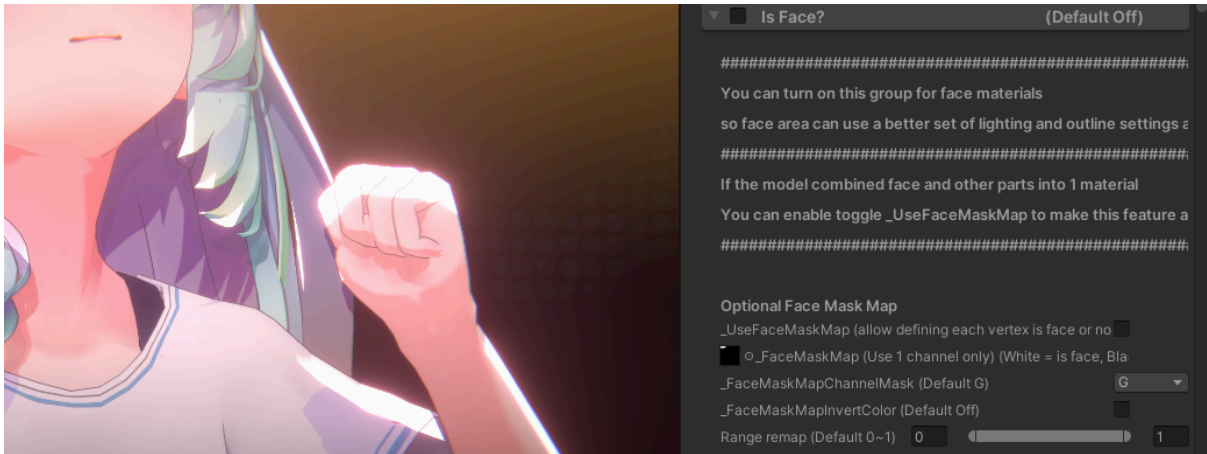 Is Face? (Default Off)
####################################################
You can turn on this group for face materials
so face area can use a better set of lighting and outline settings a
####################################################
If the model combined face and other parts into 1 material
You can enable toggle _UseFaceMaskMap to make this feature a
####################################################
Optional Face Mask Map
_UseFaceMaskMap (allow defining each vertex is face or no
_FaceMaskMap (Use 1 channel only) (White = is face, Bla
_FaceMaskMapChannelMask (Default G) G
_FaceMaskMapInvertColor (Default Off)
Range remap (Default 0~1) 0 1